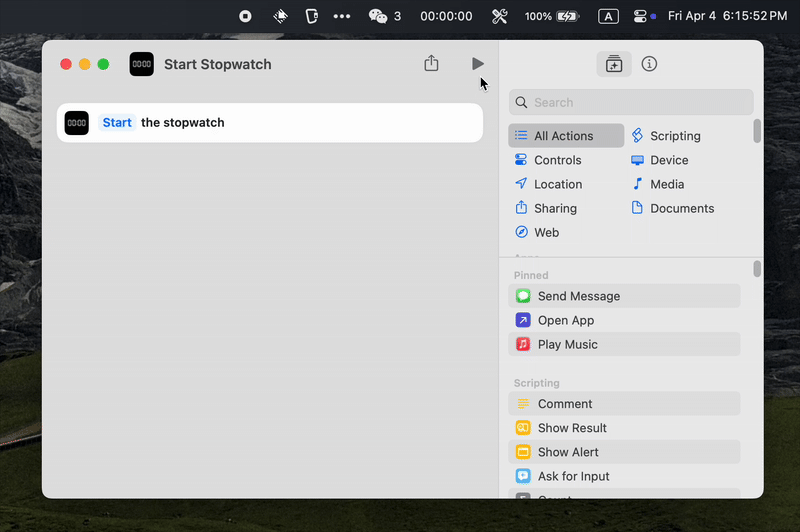 3 00:00:00 100% A Fri Apr 4 6:15:52 PM
00:00 Start Stopwatch
00:00 Start the stopwatch
Search
All Actions
Scripting
Controls
Device
Location
Media
Sharing
Documents
Web
Pinned
Send Message
Open App
Play Music
Scripting
Comment
Show Result
Show Alert
Ask for Input